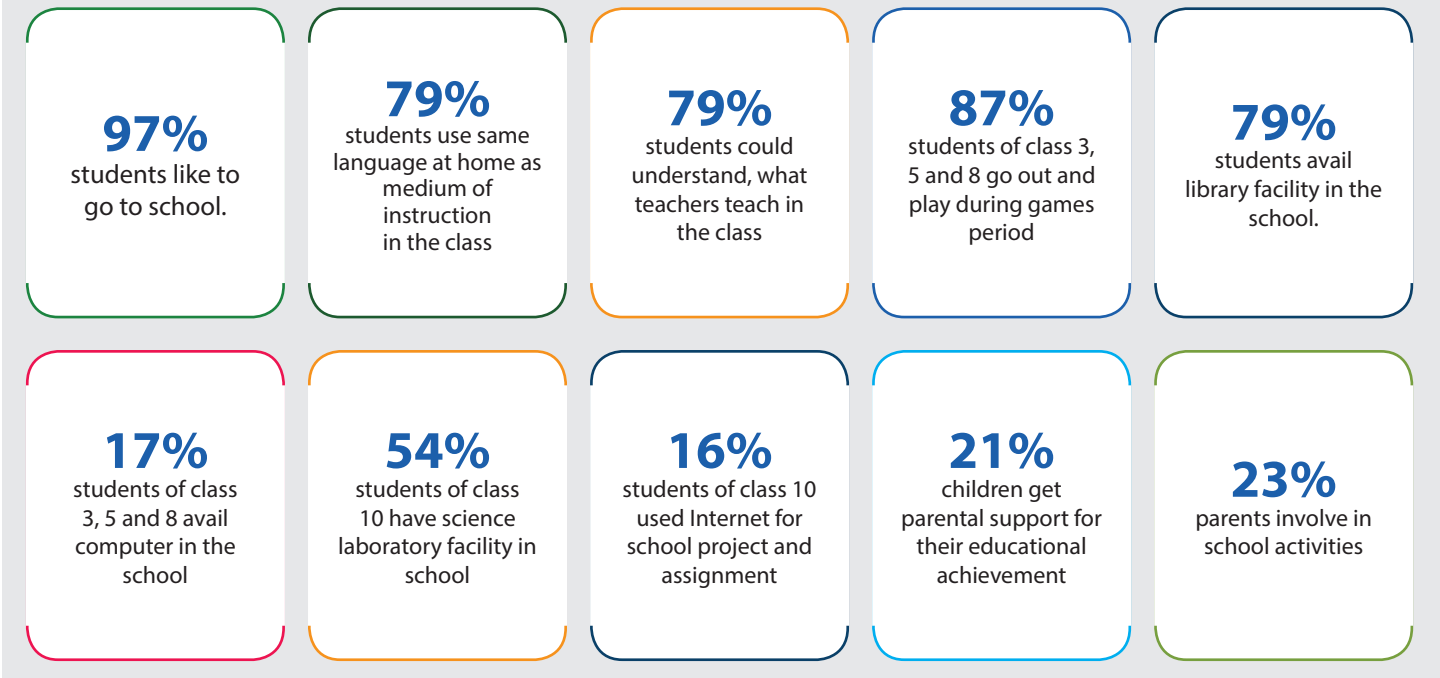 97%
students like to
go to school.
79%
students use same
language at home as
medium of
instruction
in the class
79%
students could
understand, what
teachers teach in
the class
87%
students of class 3,
5 and 8 go out and
play during games
period
79%
students avail
library facility in the
school.
17%
students of class
3, 5 and 8 avail
computer in the
school
54%
students of class
10 have science
laboratory facility in
school
16%
students of class 10
used Internet for
school project and
assignment
21%
children get
parental support for
their educational
achievement
23%
parents involve in
school activities